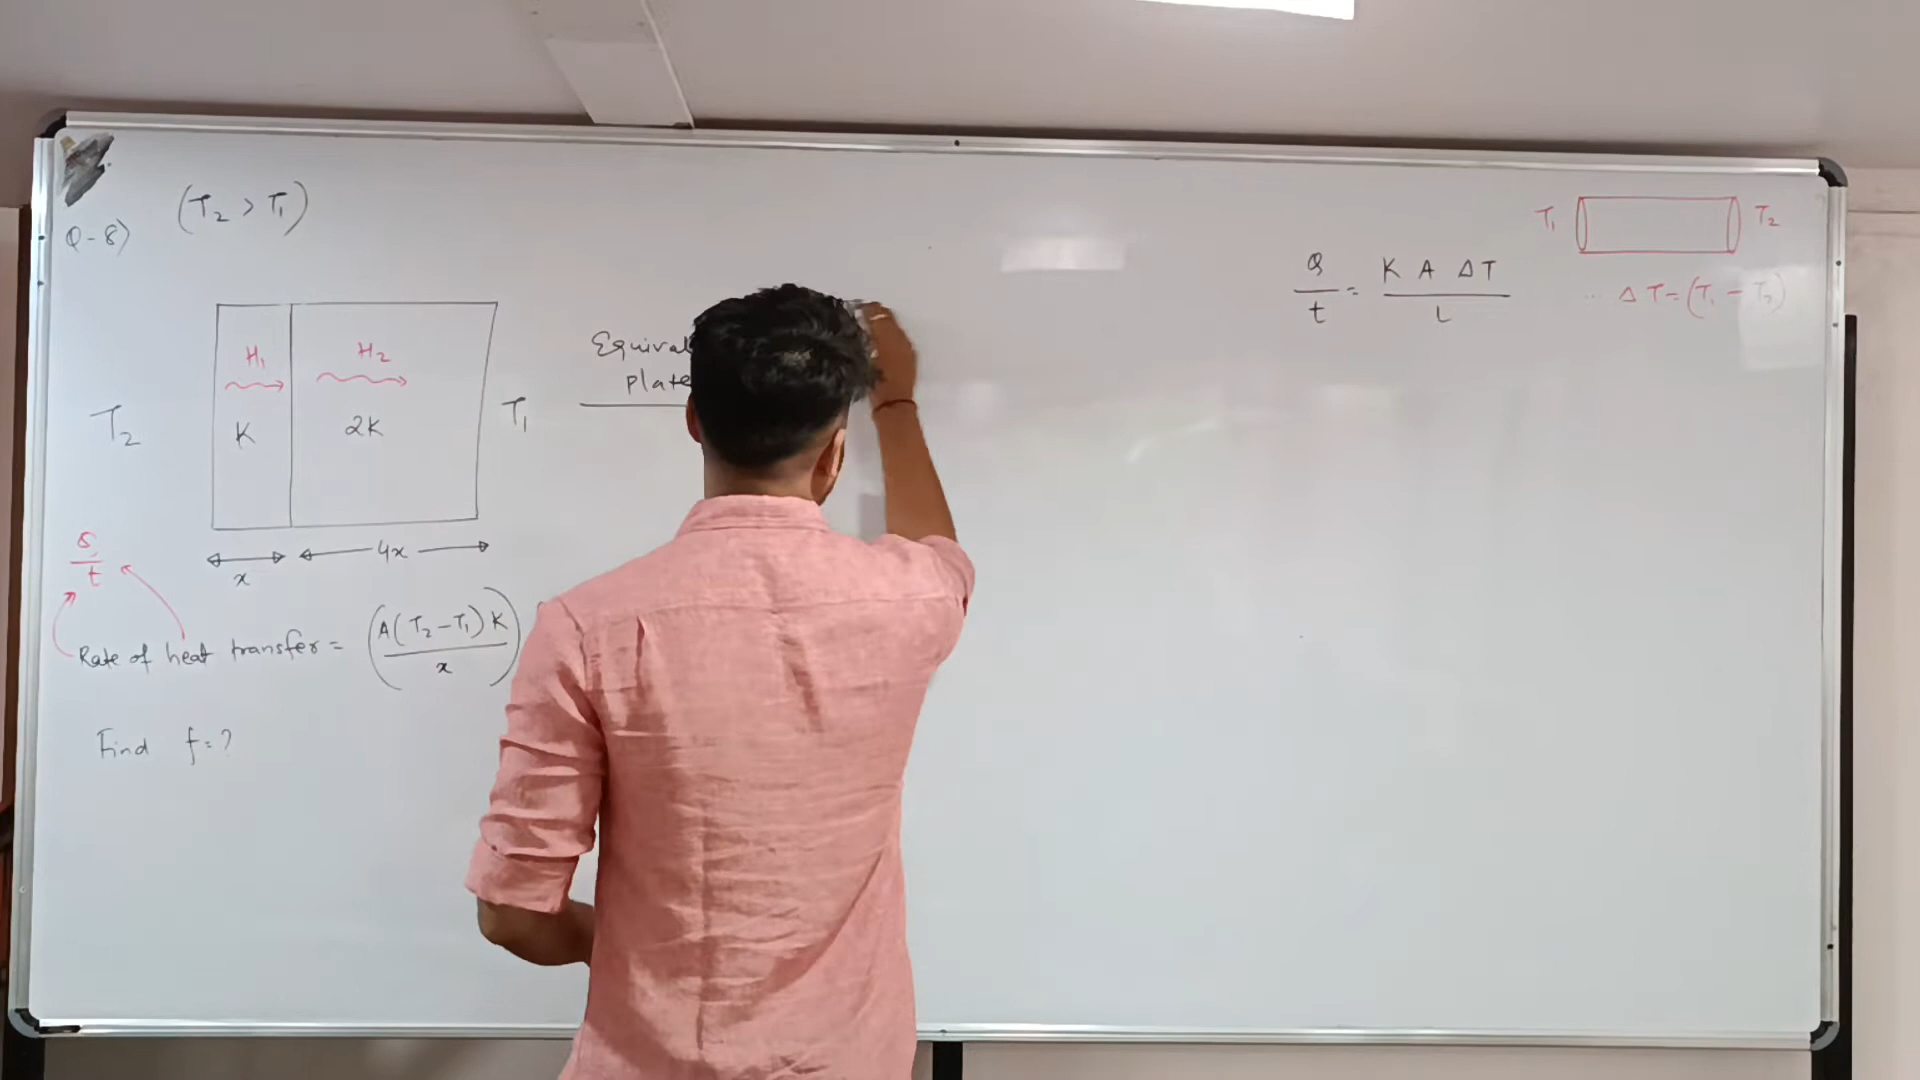 Q-8)
(T₂ > T₁)
H₁
H₂
T₂
K
2K
T₁
x
4x
t
Rate of heat transfer = (A(T₂-T₁)K / x)
Find f=?
plate
Q/t = K A ΔT / L
T₁
T₂
ΔT=(T₁ - T₂)